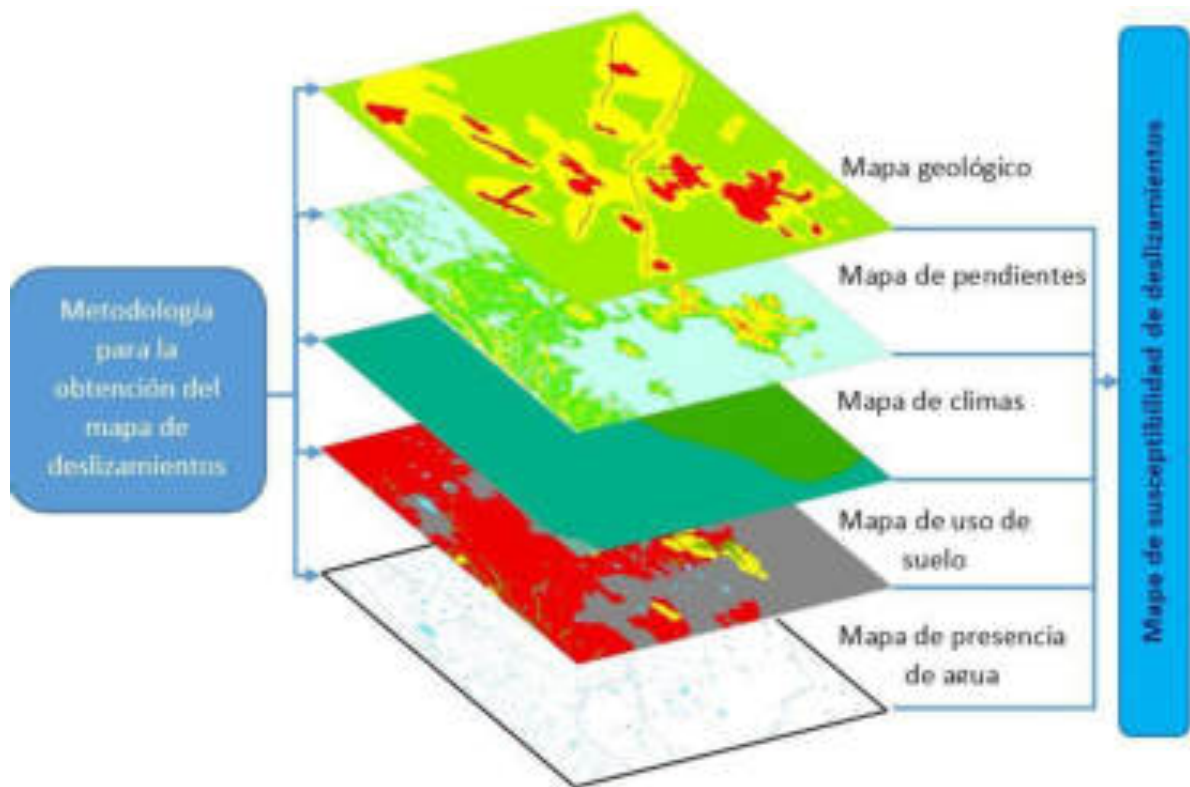 Metodología
para la
obtención del
mapa de
deslizamientos
Mapa geológico
Mapa de pendientes
Mapa de climas
Mapa de uso de
suelo
Mapa de presencia
de agua
Mapa de susceptibilidad de deslizamientos